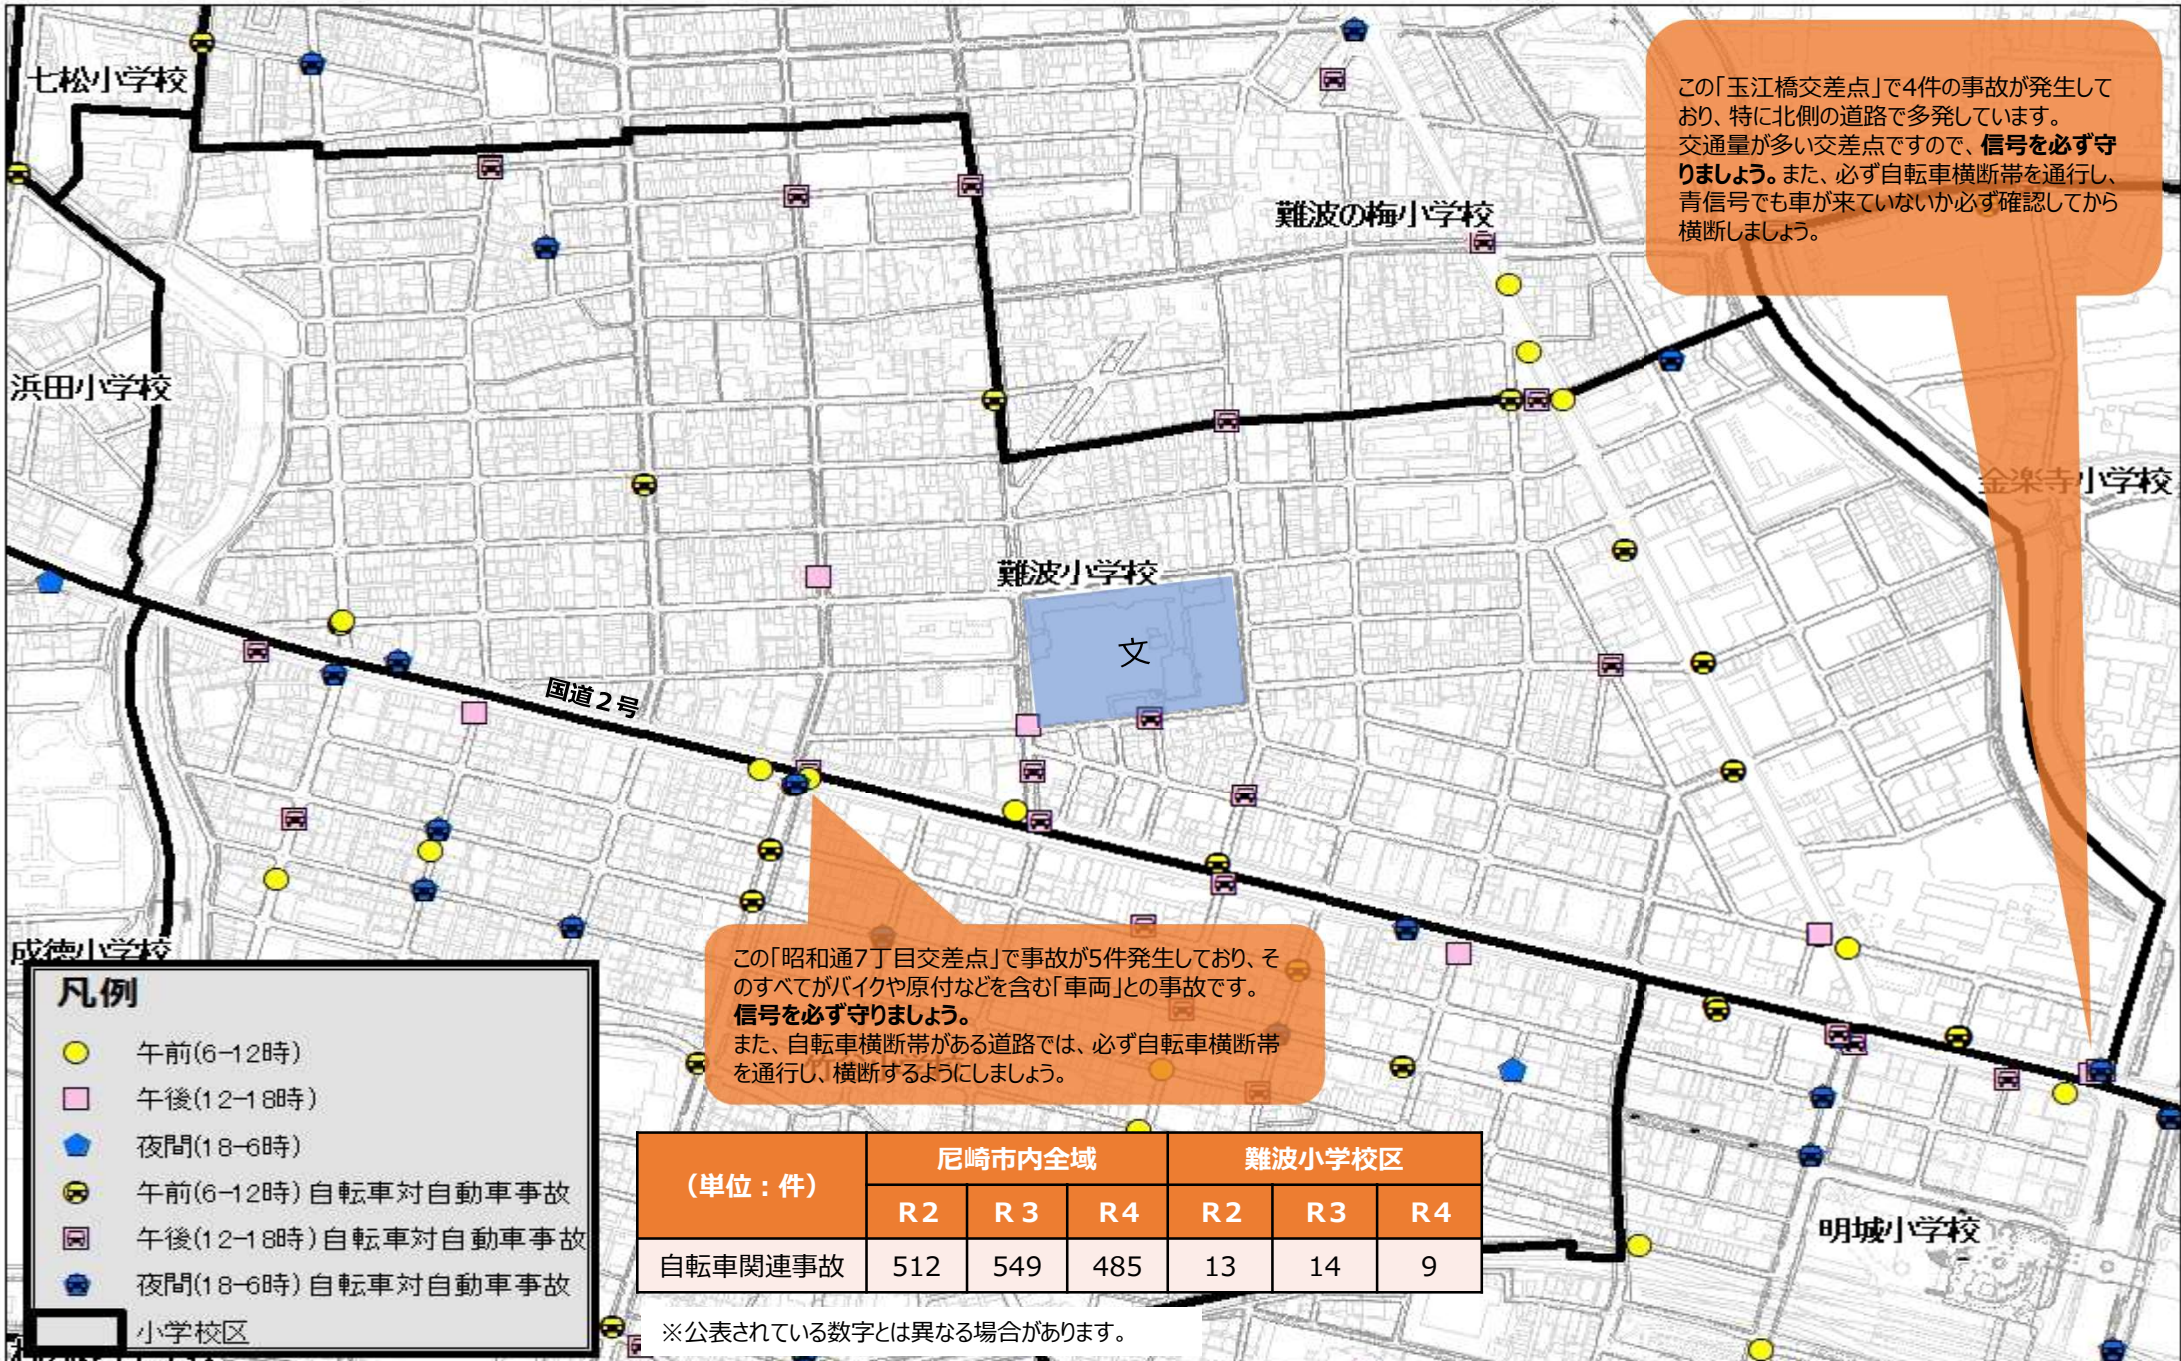 七松小学校
この「玉江橋交差点」で4件の事故が発生して
おり、特に北側の道路で多発しています。
交通量が多い交差点ですので、信号を必ず守
りましょう。また、必ず自転車横断帯を通行し、
青信号でも車が来ていないか必ず確認してから
横断しましょう。
難波の梅小学校
浜田小学校
金楽寺小学校
難波小学校
文
国道2号
成徳小学校
この「昭和通7丁目交差点」で事故が5件発生しており、そ
のすべてがバイクや原付などを含む「車両」との事故です。
信号を必ず守りましょう。
また、自転車横断帯がある道路では、必ず自転車横断帯
を通行し、横断するようにしましょう。
凡例
午前(6-12時)
午後(12-18時)
夜間(18-6時)
午前(6-12時)自転車対自動車事故
午後(12-18時)自転車対自動車事故
夜間(18-6時)自転車対自動車事故
小学校区
(単位：件) 尼崎市内全域 難波小学校区
R2 R3 R4 R2 R3 R4
自転車関連事故 512 549 485 13 14 9
※公表されている数字とは異なる場合があります。
明城小学校